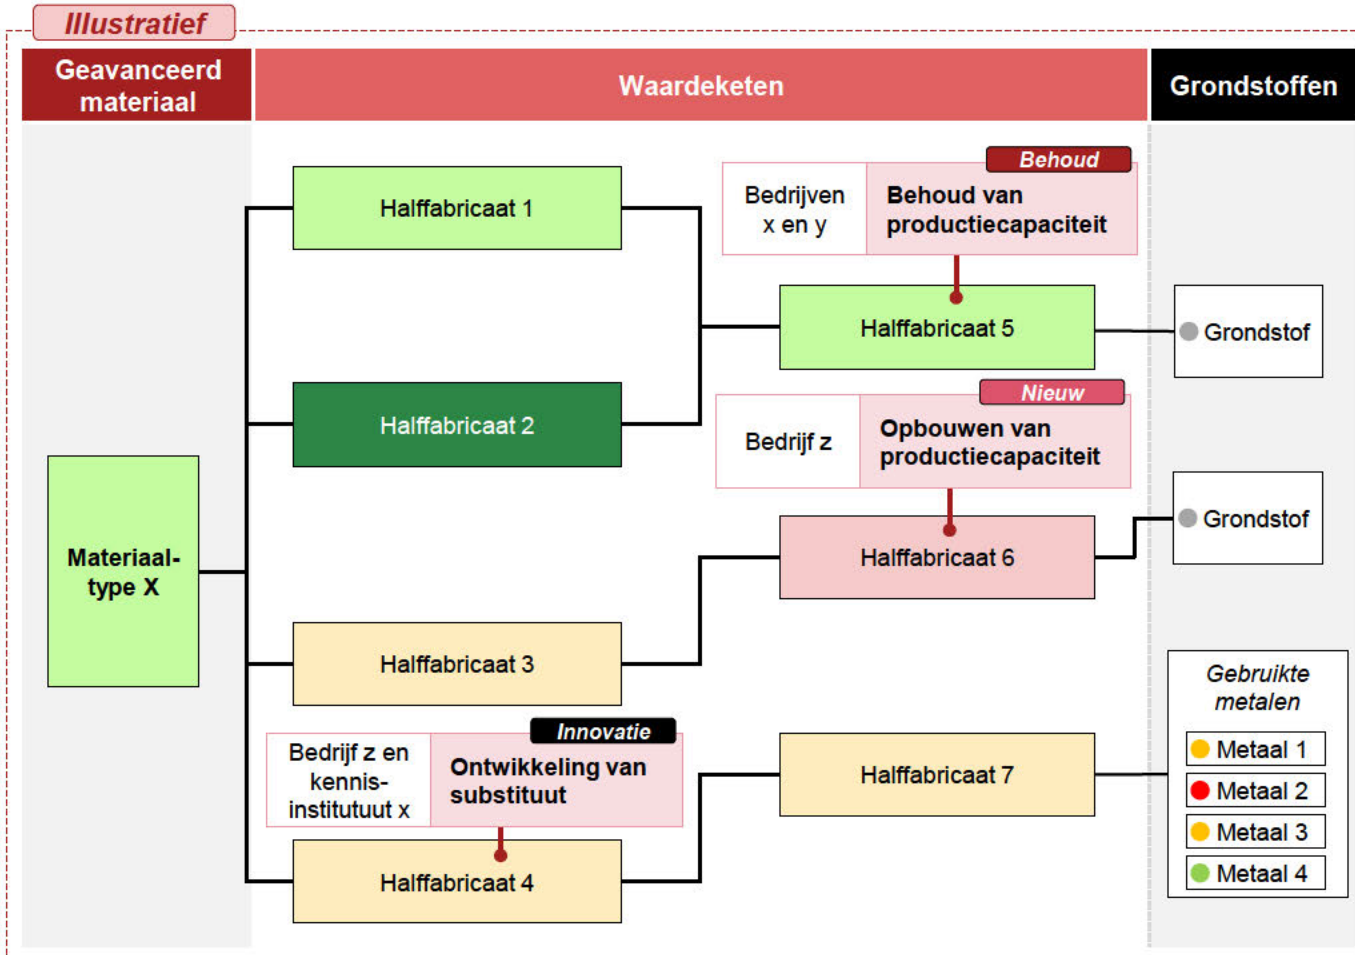 Illustratief
Geavanceerd
materiaal
Waardeketen
Grondstoffen
Materiaal-
type X
Halffabricaat 1
Halffabricaat 2
Halffabricaat 3
Bedrijf z en
kennis-
institutuut x
Innovatie
Ontwikkeling van
substituut
Halffabricaat 4
Bedrijven
x en y
Behoud
Behoud van
productiecapaciteit
Halffabricaat 5
Bedrijf z
Nieuw
Opbouwen van
productiecapaciteit
Halffabricaat 6
Halffabricaat 7
Grondstof
Grondstof
Gebruikte
metalen
Metaal 1
Metaal 2
Metaal 3
Metaal 4